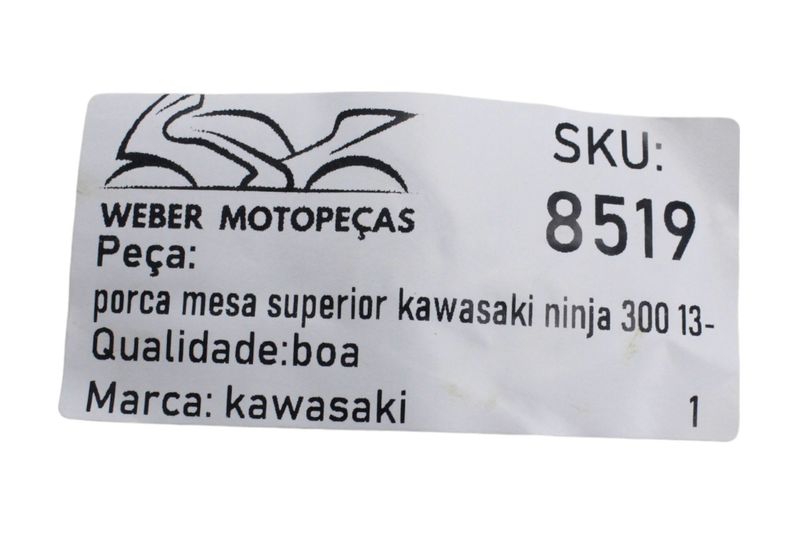 WEBER MOTOPEÇAS
SKU:
8519
Peça:
porca mesa superior kawasaki ninja 300 13-
Qualidade:boa
Marca: kawasaki
1